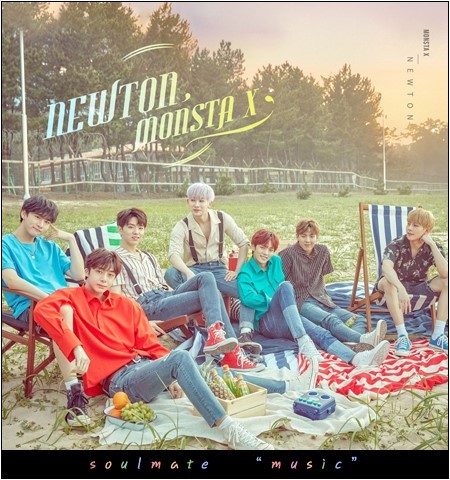 NEWTON,
MONSTA X,
MONSTA X
NEWTON
soulmate “music”